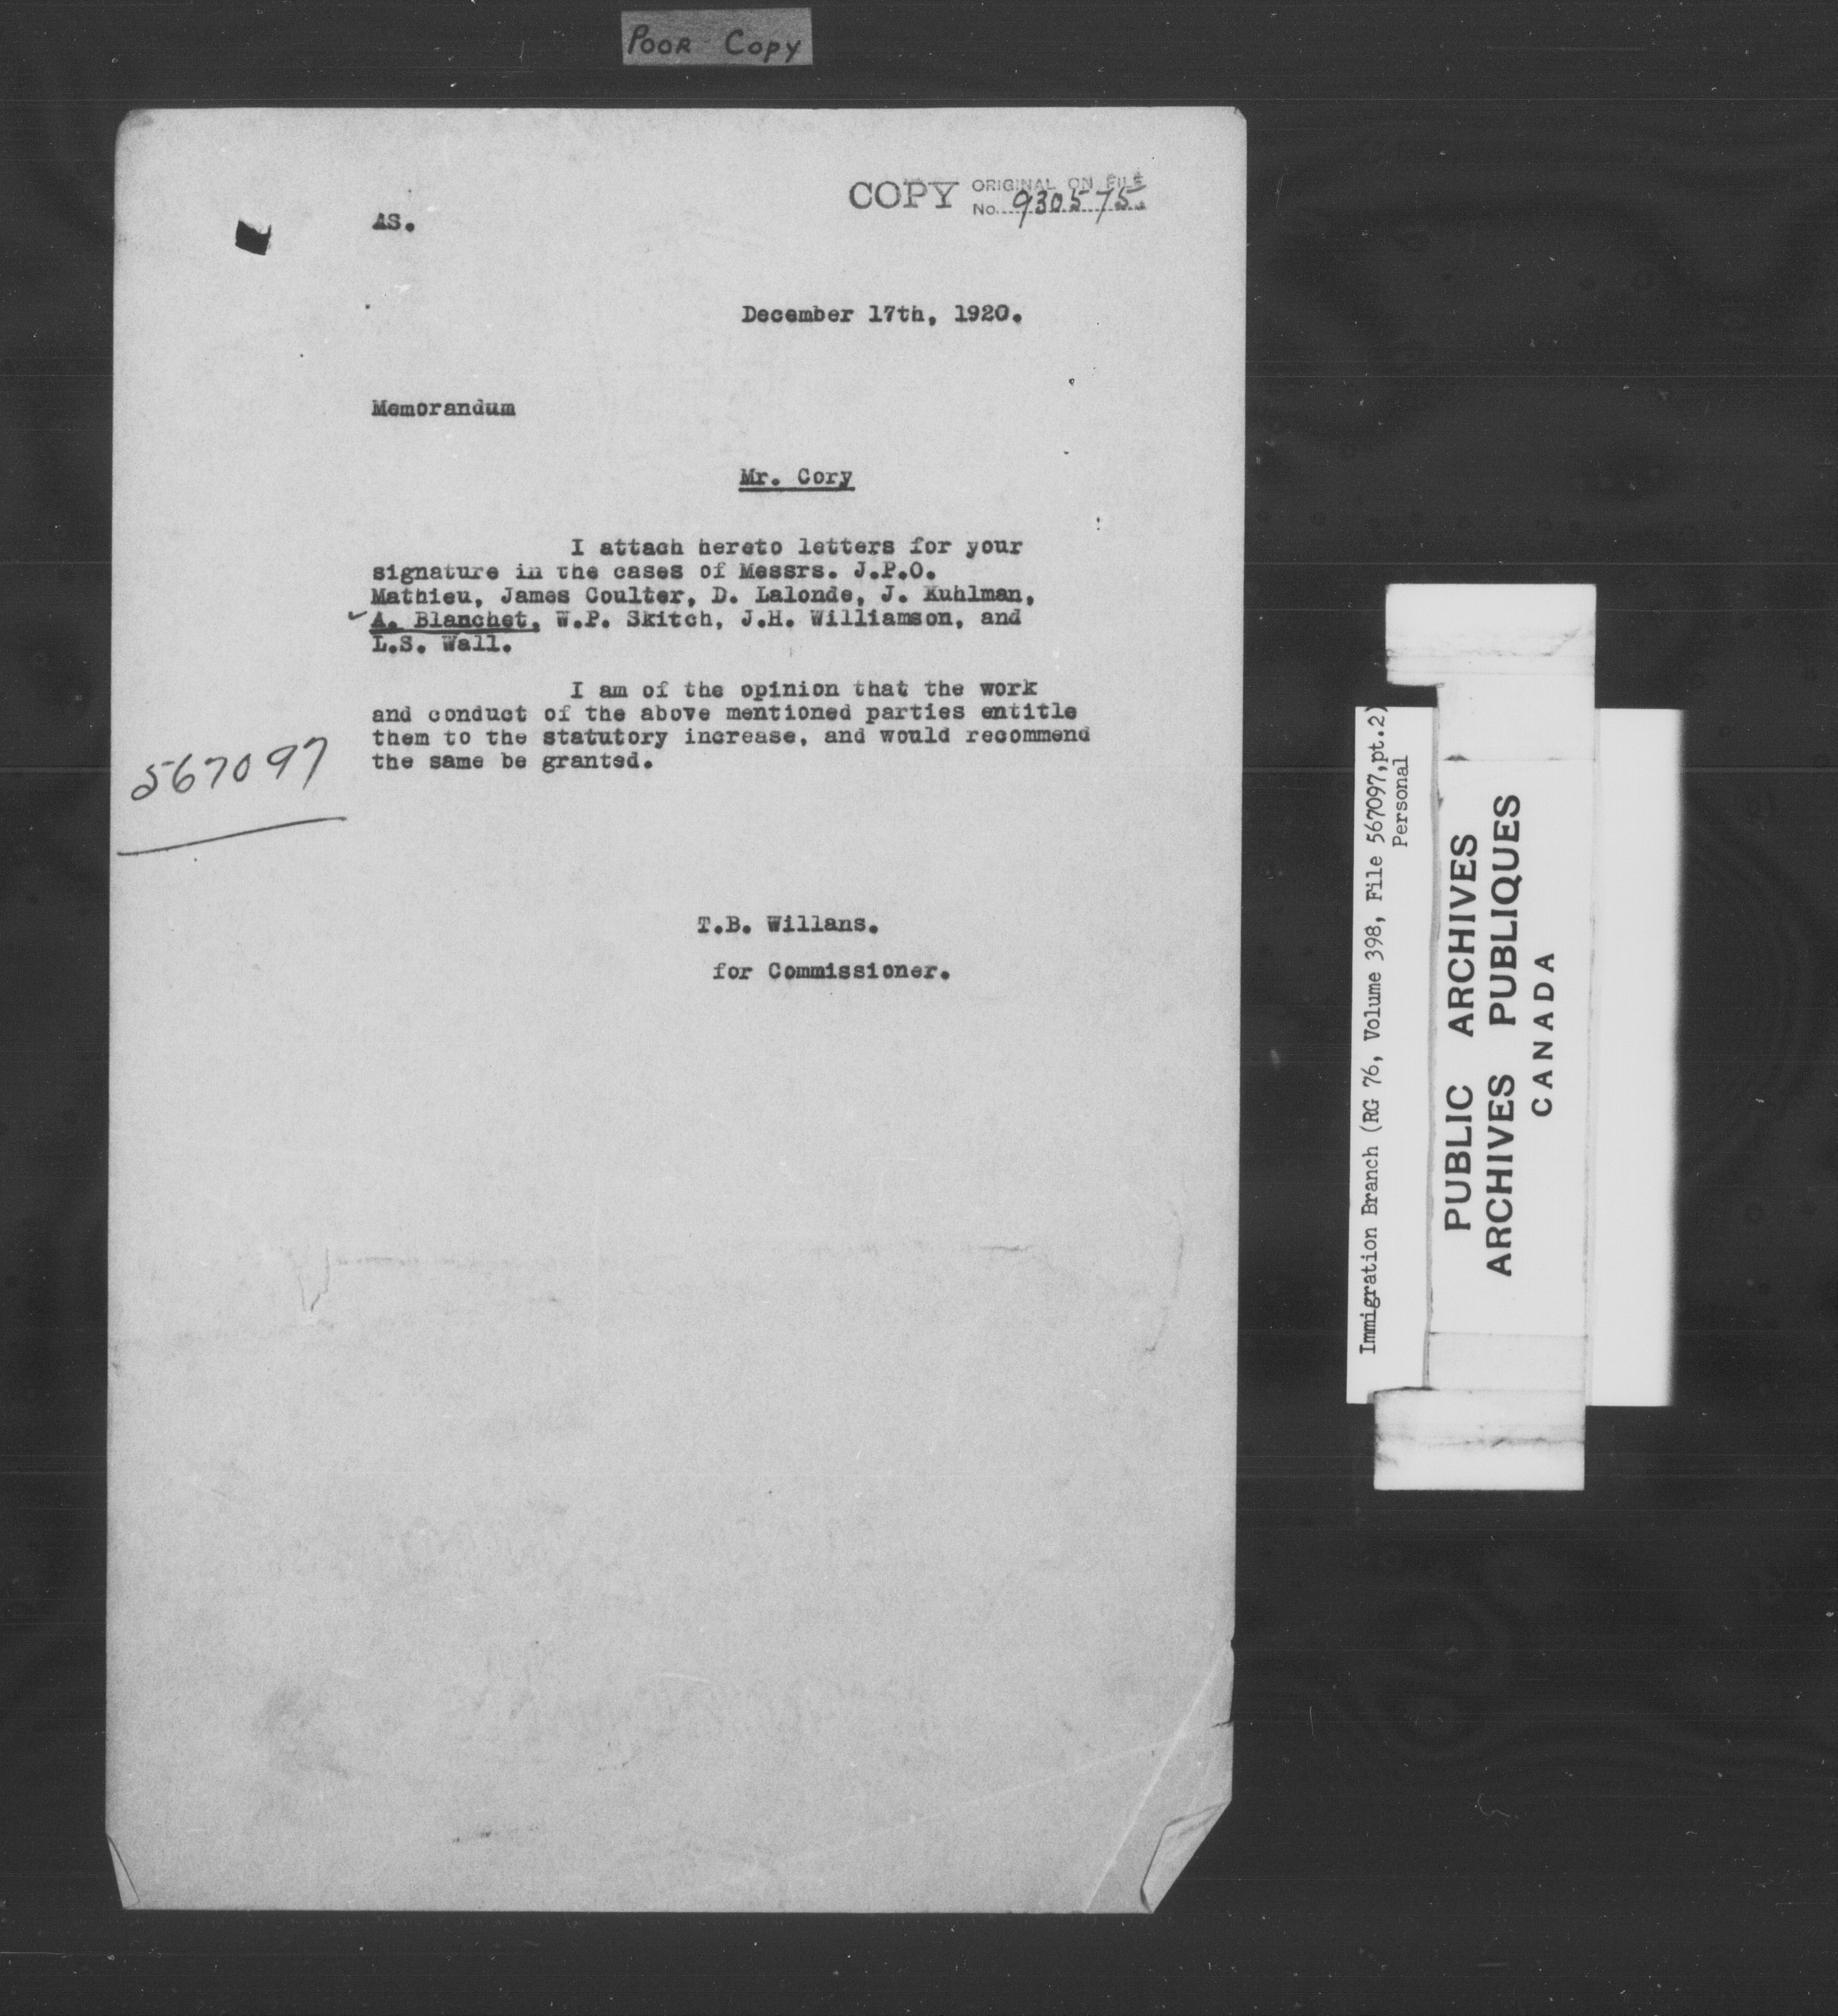 POOR COPY
COPY ORIGINAL ON FILE
No. 930575
AS.
December 17th, 1920.
Memorandum
Mr. Cory
I attach hereto letters for your
signature in the cases of Messrs. J.P.O.
Mathieu, James Coulter, D. Lalonde, J. Kuhlman,
A. Blanchet, W.P. Skitch, J.H. Williamson, and
L.S. Wall.
I am of the opinion that the work
and conduct of the above mentioned parties entitle
them to the statutory increase, and would recommend
the same be granted.
567097
T.B. Willans.
for Commissioner.
Immigration Branch (RG 76, Volume 398, File 567097,pt.2)
Personal
PUBLIC ARCHIVES
ARCHIVES PUBLIQUES
CANADA